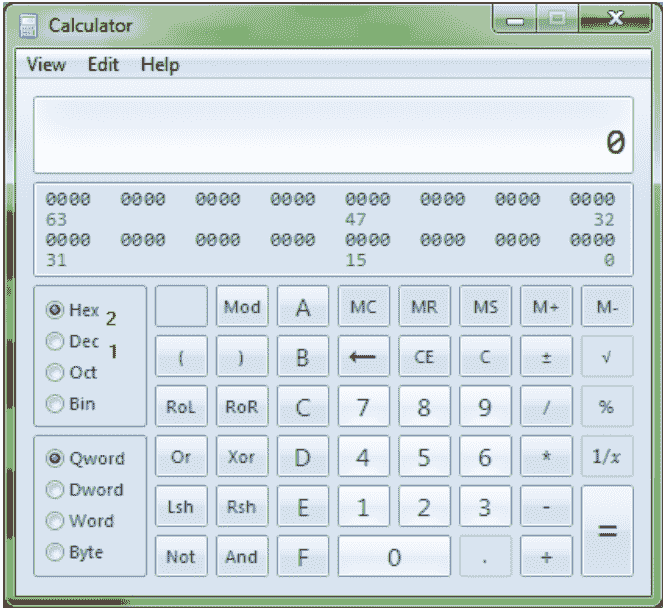 Calculator
View Edit Help
0
0000 0000 0000 0000 0000 0000 0000 0000
63 47 32
0000 0000 0000 0000 0000 0000 0000 0000
31 15 0
Hex 2 Mod A MC MR MS M+ M-
Dec 1 ( ) B ← CE C ± √
Oct
Bin RoL RoR C 7 8 9 / %
Qword Or Xor D 4 5 6 * 1/x
Dword
Word Lsh Rsh E 1 2 3 - =
Byte Not And F 0 . +